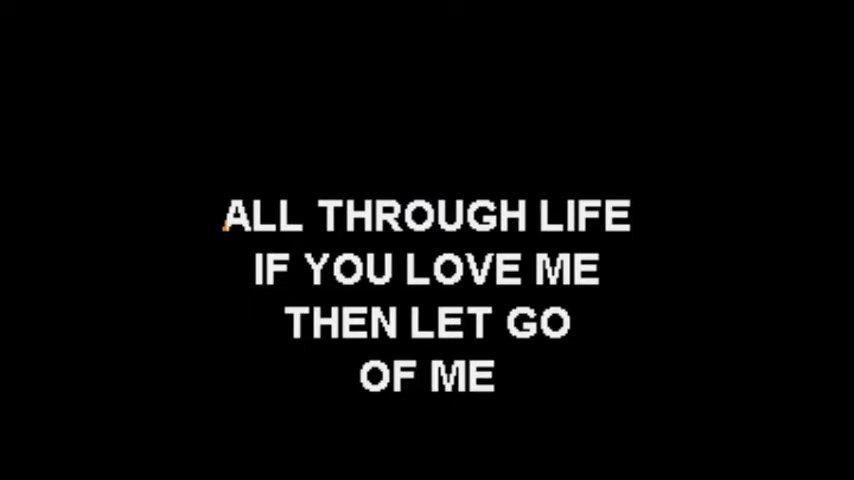 ALL THROUGH LIFE
IF YOU LOVE ME
THEN LET GO
OF ME